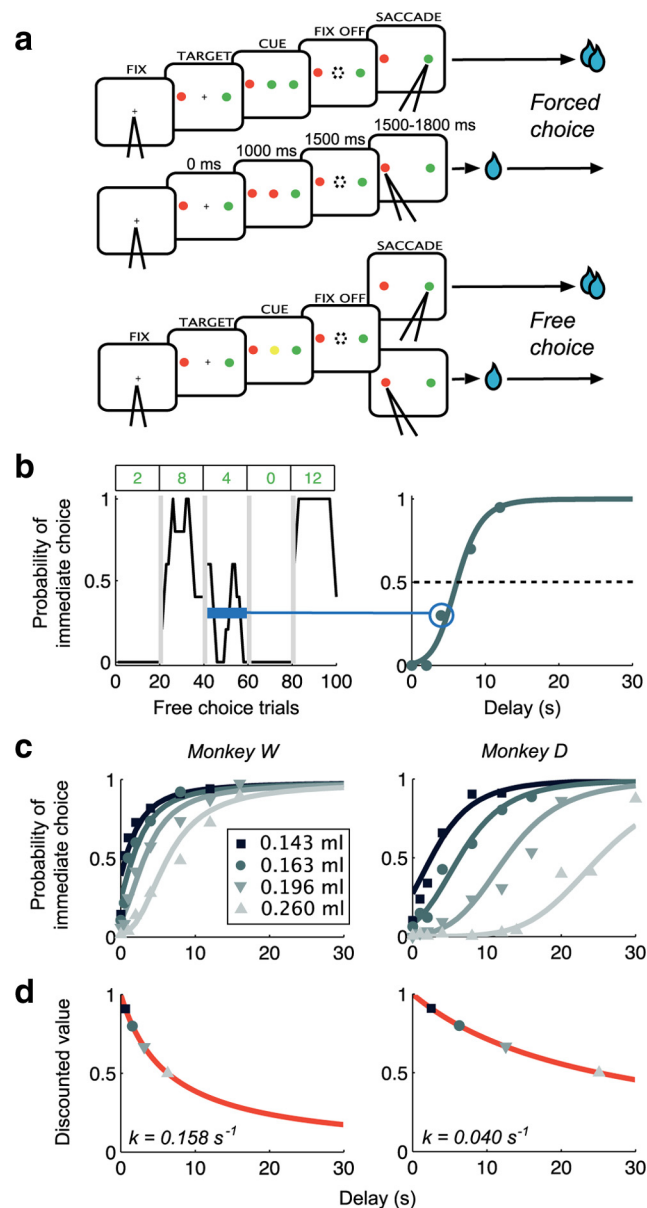 a
FIX TARGET CUE FIX OFF SACCADE
Forced
choice
0 ms 1000 ms 1500 ms 1500-1800 ms
FIX TARGET CUE FIX OFF SACCADE
Free
choice
b
2 8 4 0 12
Probability of
immediate choice
1
0.5
0
0 20 40 60 80 100
Free choice trials
1
0.5
0
0 10 20 30
Delay (s)
c
Monkey W
Monkey D
Probability of
immediate choice
1
0.5
0
0 10 20 30
0.143 ml
0.163 ml
0.196 ml
0.260 ml
1
0.5
0
0 10 20 30
d
Discounted value
1
0.5
0
k = 0.158 s-1
0 10 20 30
1
0.5
0
k = 0.040 s-1
0 10 20 30
Delay (s)